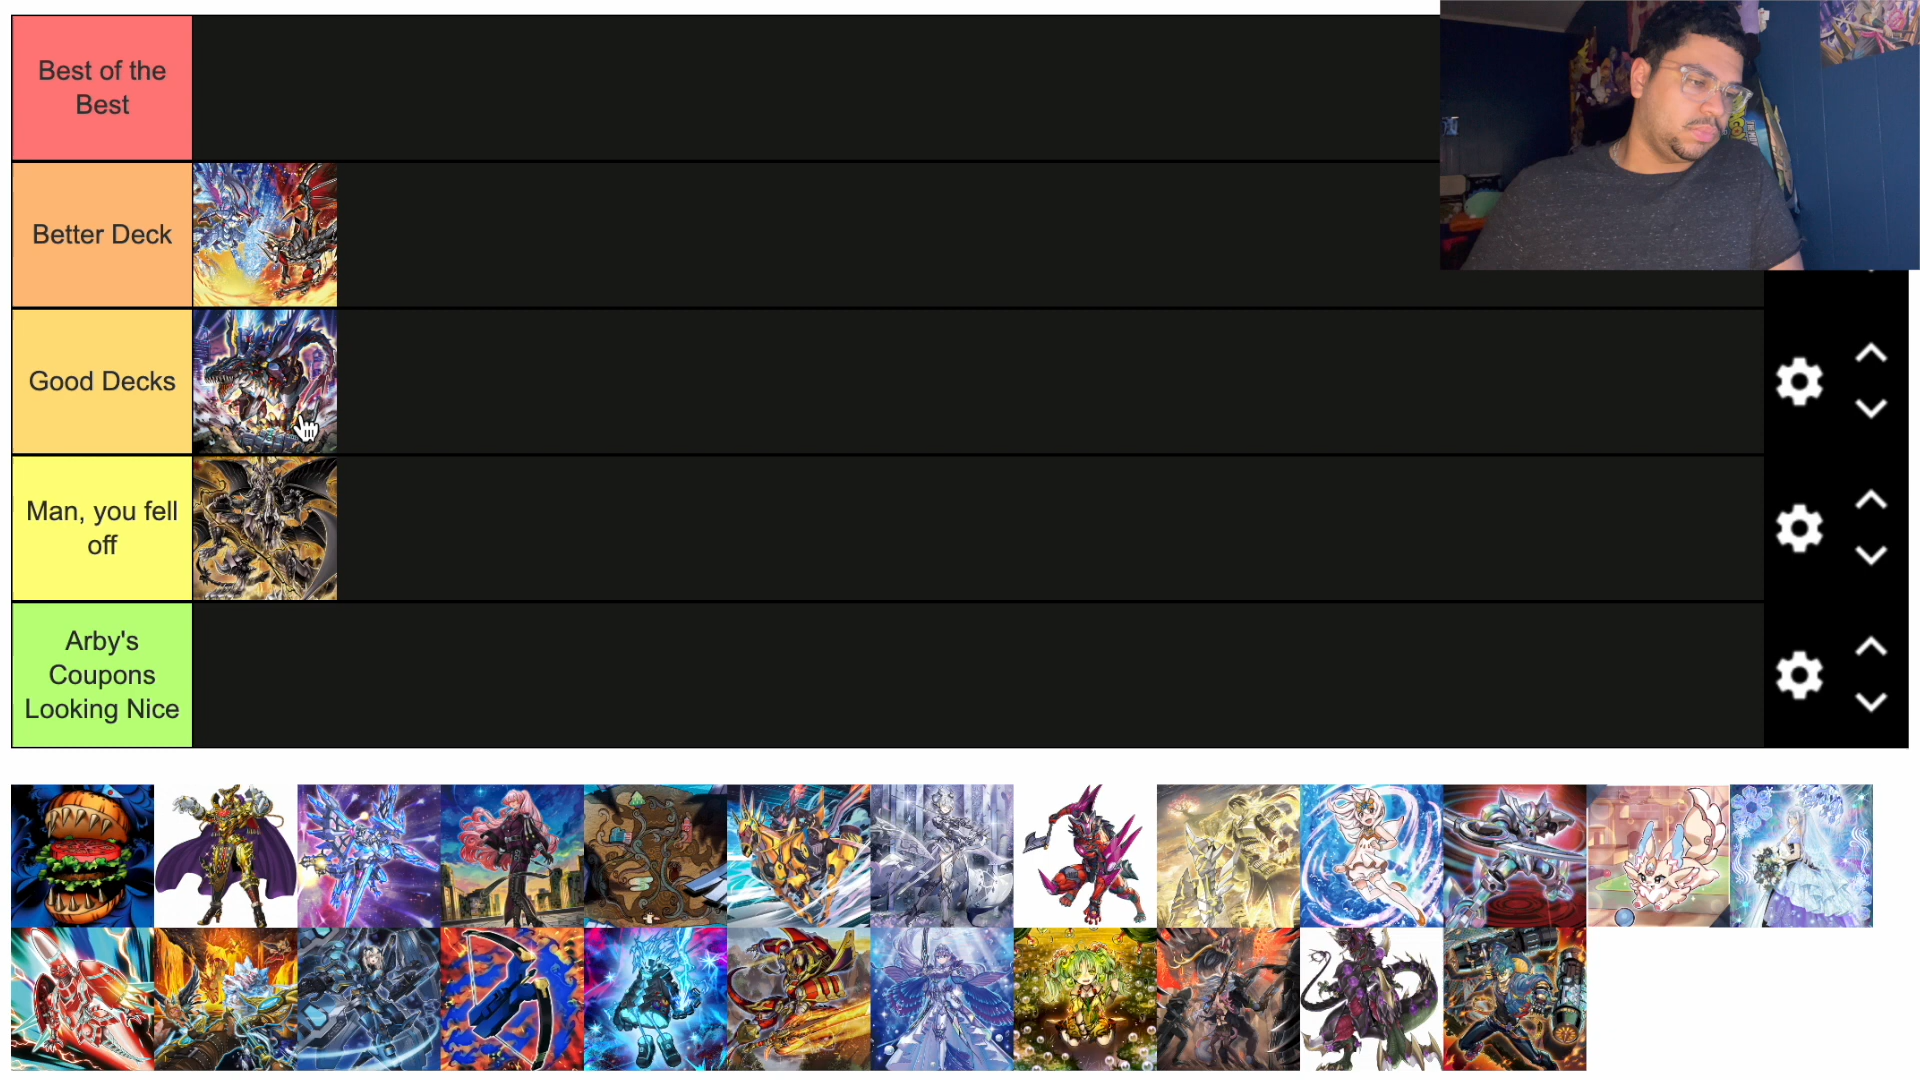 Best of the
Best
Better Deck
Good Decks
Man, you fell
off
Arby's
Coupons
Looking Nice